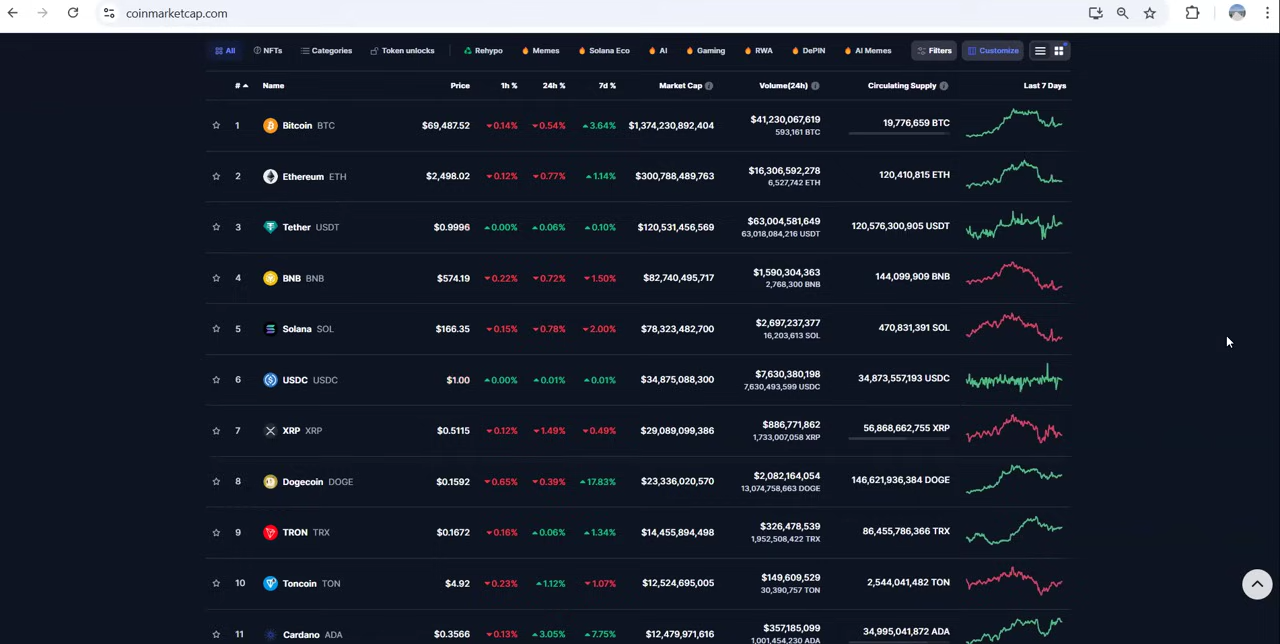 coinmarketcap.com
All NFTs Categories Token unlocks Rehypo Memes Solana Eco AI Gaming RWA DePIN AI Memes Filters Customize
# Name Price 1h % 24h % 7d % Market Cap Volume(24h) Circulating Supply Last 7 Days
1 Bitcoin BTC $69,487.52 0.14% 0.54% 3.64% $1,374,230,892,404 $41,230,067,619 19,776,659 BTC
593,161 BTC
2 Ethereum ETH $2,498.02 0.12% 0.77% 1.14% $300,788,489,763 $16,306,592,278 120,410,815 ETH
6,527,742 ETH
3 Tether USDT $0.9996 0.00% 0.06% 0.10% $120,531,456,569 $63,004,581,649 120,576,300,905 USDT
63,018,084,216 USDT
4 BNB BNB $574.19 0.22% 0.72% 1.50% $82,740,495,717 $1,590,304,363 144,099,909 BNB
2,768,300 BNB
5 Solana SOL $166.35 0.15% 0.78% 2.00% $78,323,482,700 $2,697,237,377 470,831,391 SOL
16,203,613 SOL
6 USDC USDC $1.00 0.00% 0.01% 0.01% $34,875,088,300 $7,630,380,198 34,873,557,193 USDC
7,630,493,599 USDC
7 XRP XRP $0.5115 0.12% 1.49% 0.49% $29,089,099,386 $886,771,862 56,868,662,755 XRP
1,733,007,058 XRP
8 Dogecoin DOGE $0.1592 0.65% 0.39% 17.83% $23,336,020,570 $2,082,164,054 146,621,936,384 DOGE
13,074,758,663 DOGE
9 TRON TRX $0.1672 0.16% 0.06% 1.34% $14,455,894,498 $326,478,539 86,455,786,366 TRX
1,952,508,422 TRX
10 Toncoin TON $4.92 0.23% 1.12% 1.07% $12,524,695,005 $149,609,529 2,544,041,482 TON
30,390,757 TON
11 Cardano ADA $0.3566 0.13% 3.05% 7.75% $12,479,971,616 $357,185,099 34,995,041,872 ADA
1,001,454,230 ADA